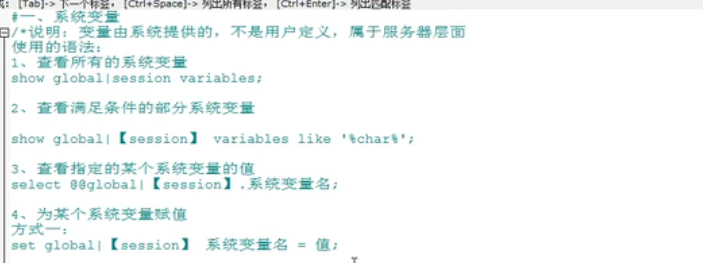 [Tab]-> 下一个标签, [Ctrl+Space]-> 列出所有标签, [Ctrl+Enter]-> 列出匹配标签
#一、系统变量
/*说明：变量由系统提供的，不是用户定义，属于服务器层面
使用的语法：
1、查看所有的系统变量
show global|session variables;
2、查看满足条件的部分系统变量
show global|【session】 variables like '%char%';
3、查看指定的某个系统变量的值
select @@global|【session】.系统变量名;
4、为某个系统变量赋值
方式一：
set global|【session】 系统变量名 = 值;